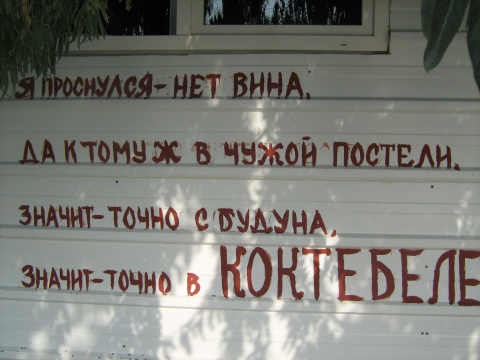 Я ПРОСНУЛСЯ-НЕТ ВИНА,
ДА К ТОМУ Ж В ЧУЖОЙ ПОСТЕЛИ.
ЗНАЧИТ-ТОЧНО С БУДУНА,
ЗНАЧИТ-ТОЧНО В КОКТЕБЕЛЕ